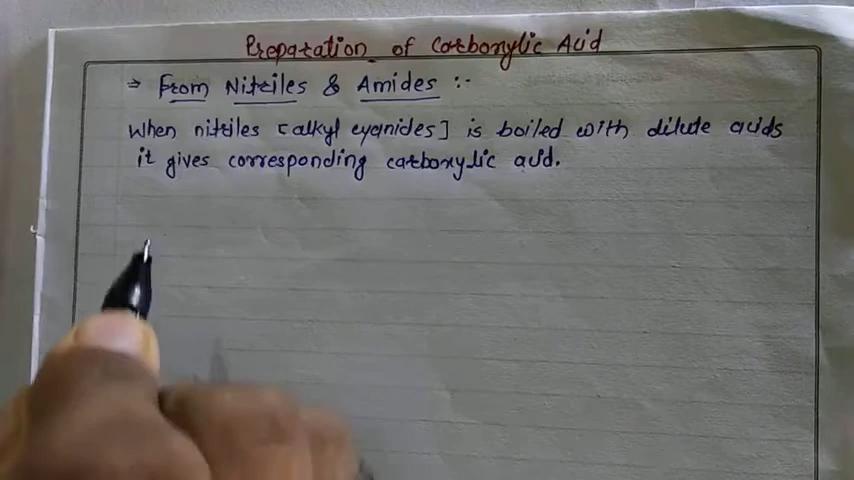 Preparation of Carboxylic Acid
⇒ From Nitriles & Amides :-
When nitriles [alkyl cyanides] is boiled with dilute acids
it gives corresponding carboxylic acid.